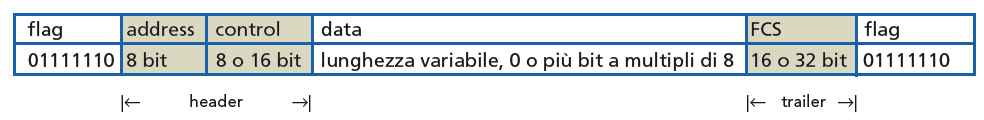 flag address control data FCS flag
01111110 8 bit 8 o 16 bit lunghezza variabile, 0 o più bit a multipli di 8 16 o 32 bit 01111110
|← header →| |← trailer →|